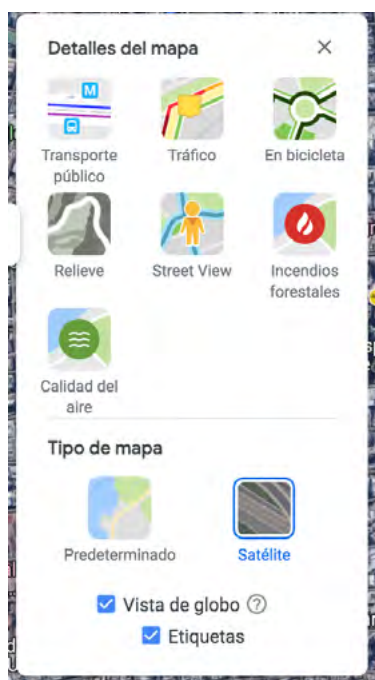 Detalles del mapa
M
Transporte público
Tráfico
En bicicleta
Relieve
Street View
Incendios forestales
Calidad del aire
Tipo de mapa
Predeterminado
Satélite
Vista de globo ?
Etiquetas